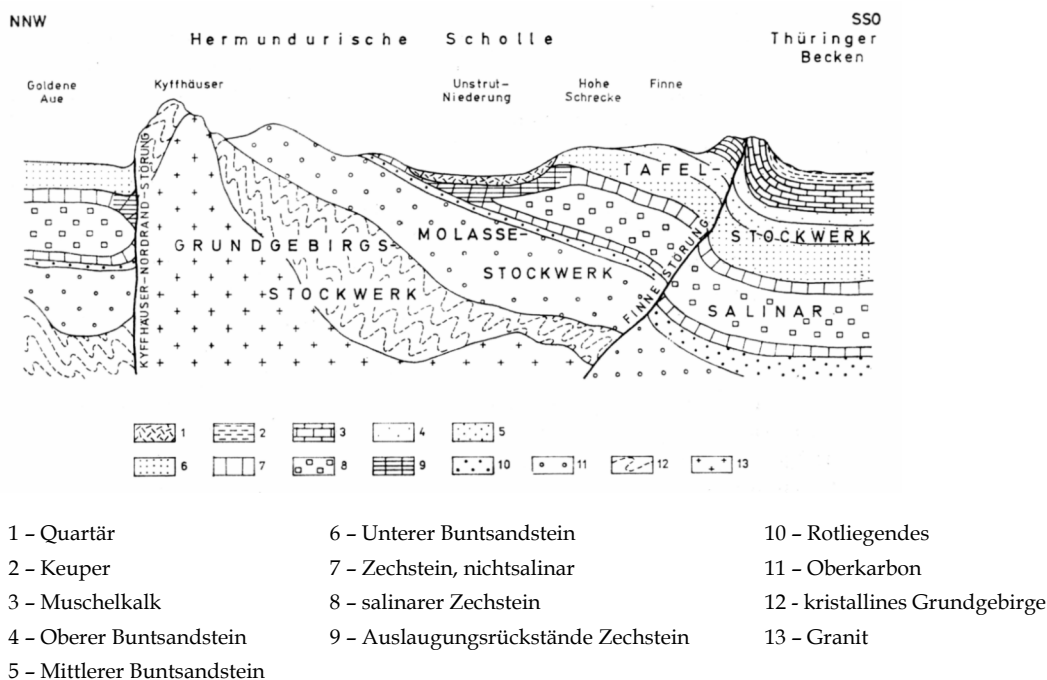 NNW
SSO
Hermundurische Scholle
Thüringer
Becken
Goldene
Aue
Kyffhäuser
Unstrut-
Niederung
Hohe
Schrecke
Finne
KYFFHÄUSER-NORDRAND-STÖRUNG
TAFEL-
STOCKWERK
GRUNDGEBIRGS-
STOCKWERK
MOLASSE-
STOCKWERK
FINNE STÖRUNG
SALINAR
1 2 3 4 5
6 7 8 9 10 11 12 13
1 – Quartär
2 – Keuper
3 – Muschelkalk
4 – Oberer Buntsandstein
5 – Mittlerer Buntsandstein
6 – Unterer Buntsandstein
7 – Zechstein, nichtsalinar
8 – salinarer Zechstein
9 – Auslaugungsrückstände Zechstein
10 – Rotliegendes
11 – Oberkarbon
12 - kristallines Grundgebirge
13 – Granit